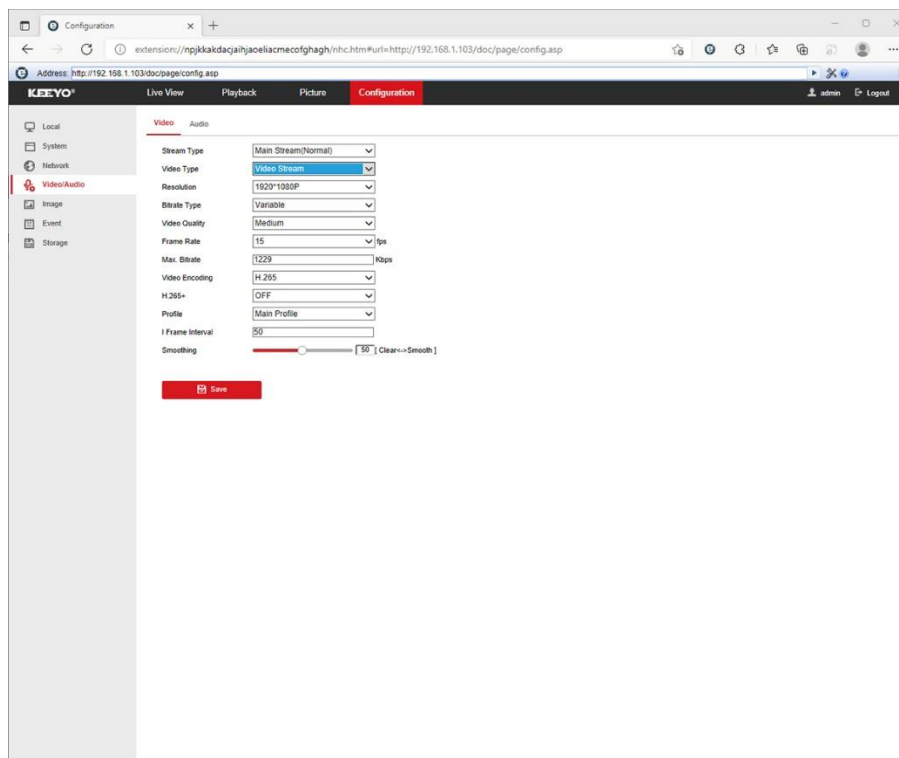 Configuration
extension://npjkkakdacjaihjaoeliacmecofghagh/nhc.htm#url=http://192.168.1.103/doc/page/config.asp
Address: http://192.168.1.103/doc/page/config.asp
KEEYO® Live View Playback Picture Configuration admin Logout
Local
System
Network
Video/Audio
Image
Event
Storage
Video Audio
Stream Type Main Stream(Normal)
Video Type Video Stream
Resolution 1920*1080P
Bitrate Type Variable
Video Quality Medium
Frame Rate 15 fps
Max. Bitrate 1229 Kbps
Video Encoding H.265
H.265+ OFF
Profile Main Profile
I Frame Interval 50
Smoothing 50 [ Clear<->Smooth ]
Save